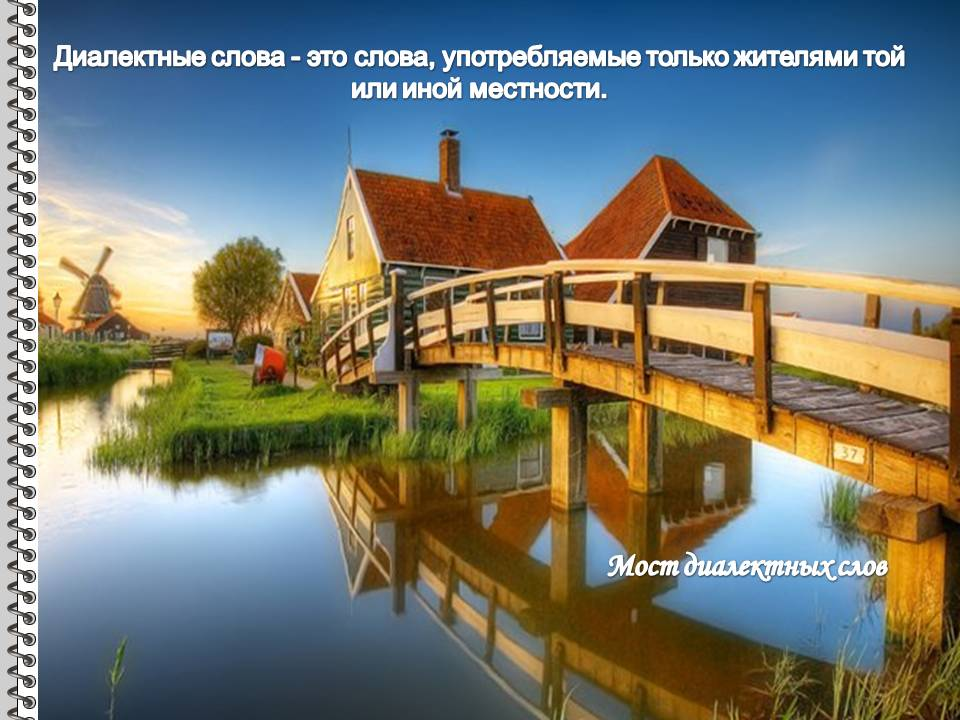 Диалектные слова - это слова, употребляемые только жителями той
или иной местности.
37
Мост диалектных слов